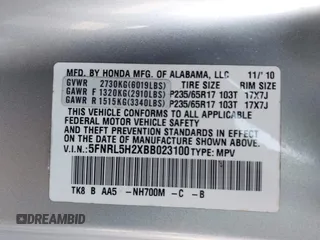 MFD. BY HONDA MFG. OF ALABAMA, LLC 11/'10
GVWR 2730KG(6019LBS) TIRE SIZE RIM SIZE
GAWR F 1320KG(2910LBS) P235/65R17 103T 17X7J
GAWR R 1515KG(3340LBS) P235/65R17 103T 17X7J
THIS VEHICLE CONFORMS TO ALL APPLICABLE
FEDERAL MOTOR VEHICLE SAFETY AND
THEFT PREVENTION STANDARDS IN EFFECT ON
THE DATE OF MANUFACTURE SHOWN ABOVE.
V.I.N.: 5FNRL5H2XBB023100 TYPE: MPV
TK8 B AA5 -NH700M -C -B
DREAMBID